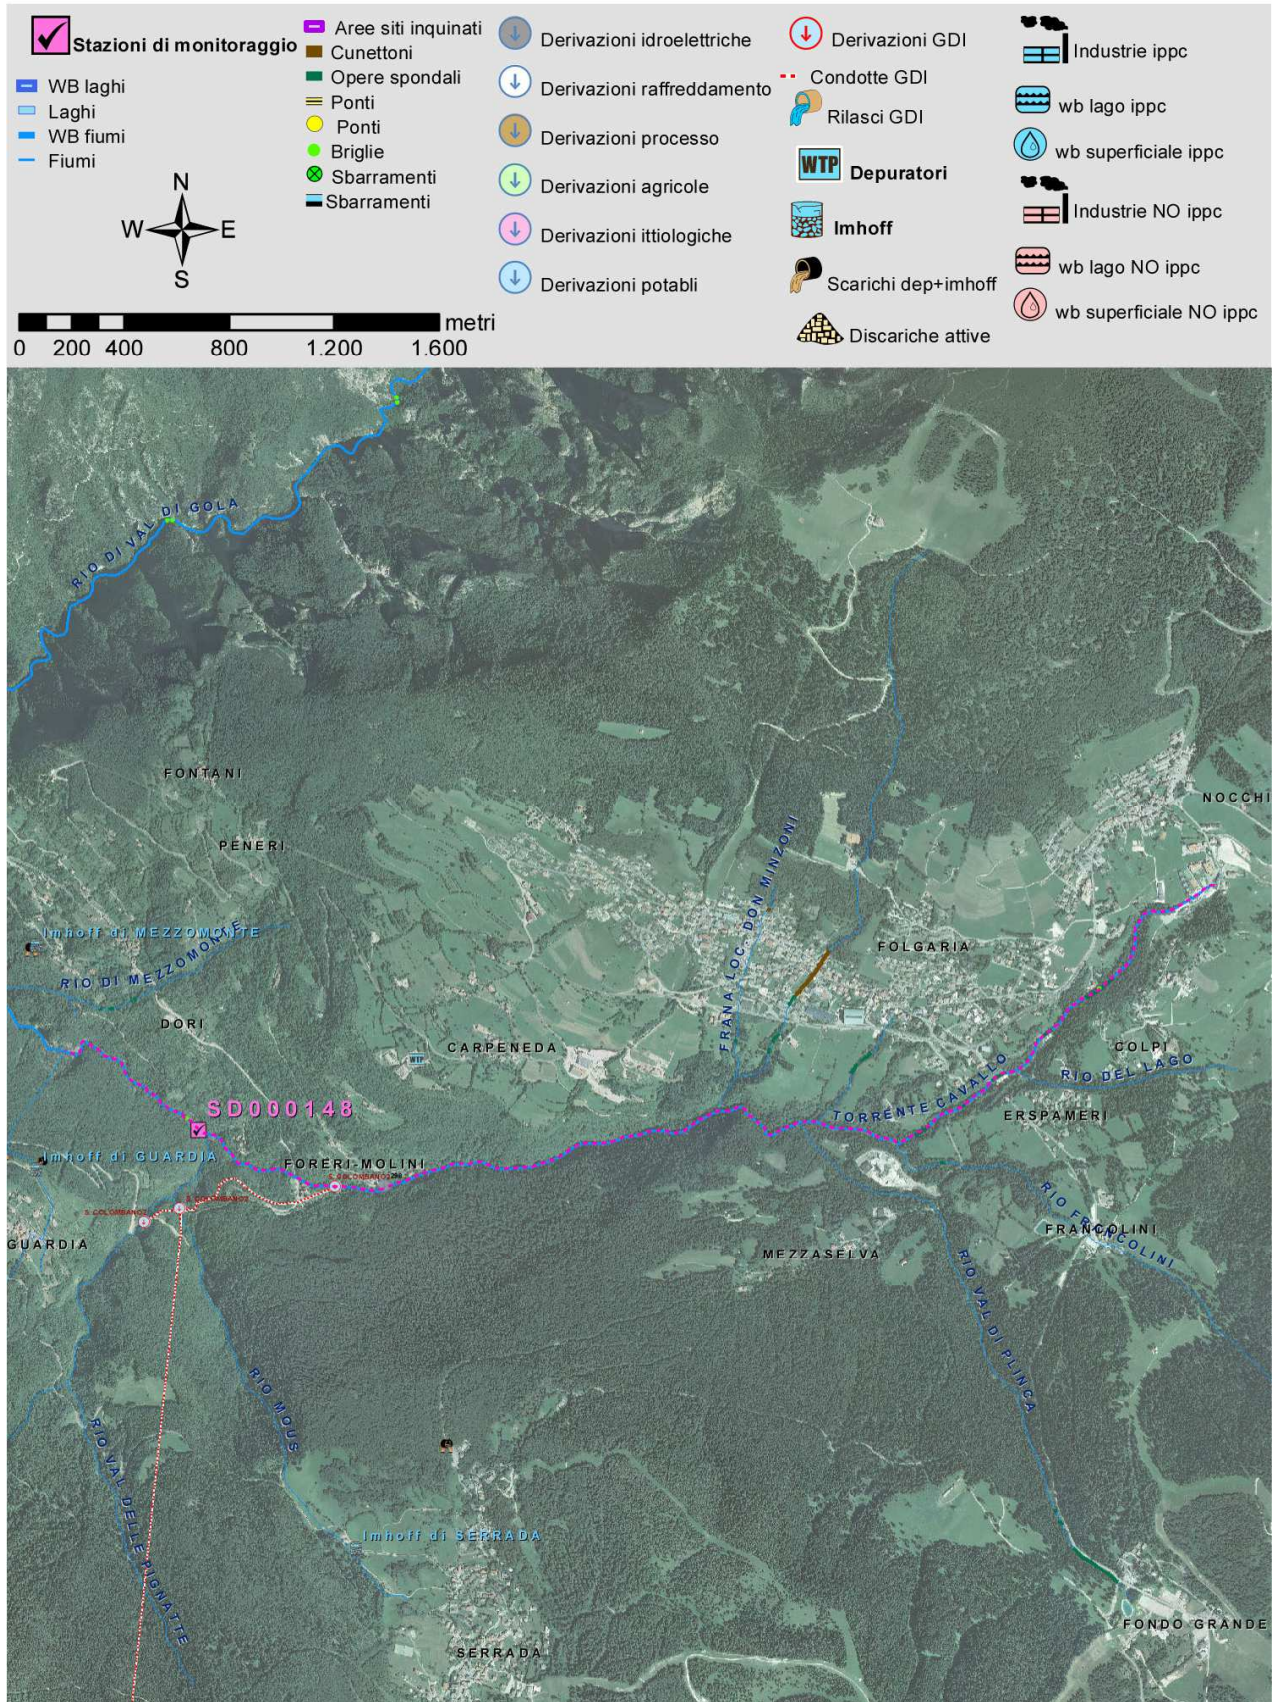 Stazioni di monitoraggio
WB laghi
Laghi
WB fiumi
Fiumi
Aree siti inquinati
Cunettoni
Opere spondali
Ponti
Ponti
Briglie
Sbarramenti
Sbarramenti
Derivazioni idroelettriche
Derivazioni raffreddamento
Derivazioni processo
Derivazioni agricole
Derivazioni ittiologiche
Derivazioni potabli
Derivazioni GDI
Condotte GDI
Rilasci GDI
WTP Depuratori
Imhoff
Scarichi dep+imhoff
Discariche attive
Industrie ippc
wb lago ippc
wb superficiale ippc
Industrie NO ippc
wb lago NO ippc
wb superficiale NO ippc
N
W E
S
metri
0 200 400 800 1.200 1.600
RIO DI VAL DI GOLA
FONTANI
NOCCHI
PENERI
FRANA LOC. DON MINZONI
Imhoff di MEZZOMONTE
RIO DI MEZZOMONTE
FOLGARIA
DORI
CARPENEDA
WTP
COLPI
RIO DEL LAGO
SD000148
TORRENTE CAVALLO
ERSPAMERI
Imhoff di GUARDIA
FORERI-MOLINI
S.COLOMBANO2
S.COLOMBANO2
S.COLOMBANO2
GUARDIA
MEZZASELVA
RIO FRANCOLINI
FRANCOLINI
RIO VAL DI PLINCA
RIO MOUS
RIO VAL DELLE PIGNATTE
Imhoff di SERRADA
FONDO GRANDE
SERRADA